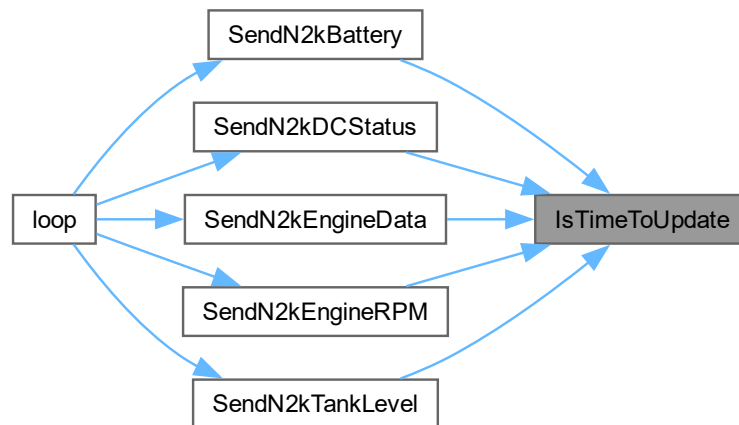 SendN2kBattery
SendN2kDCStatus
loop
SendN2kEngineData
IsTimeToUpdate
SendN2kEngineRPM
SendN2kTankLevel